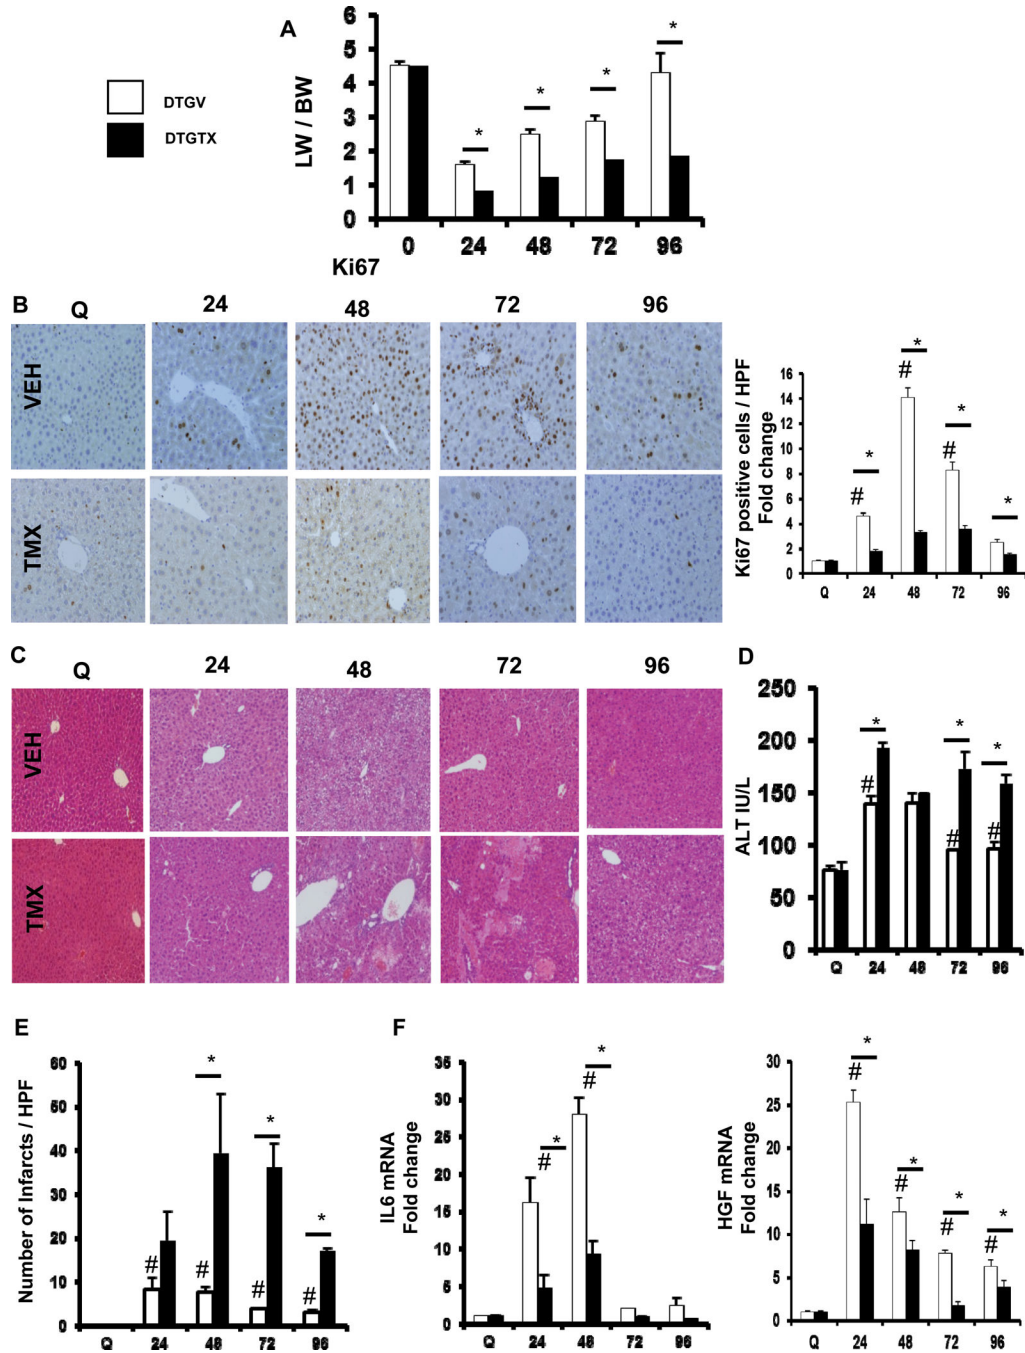 A
DTGV
DTGTX
LW / BW
6
5
4
3
2
1
0
*
*
*
*
0 24 48 72 96
Ki67
B
Q 24 48 72 96
VEH
TMX
Ki67 positive cells / HPF
Fold change
16
14
12
10
8
6
4
2
0
# * # * # * *
Q 24 48 72 96
C
Q 24 48 72 96
VEH
TMX
D
ALT IU/L
250
200
150
100
50
0
# * # * # *
Q 24 48 72 96
E
Number of Infarcts / HPF
60
50
40
30
20
10
0
# # * # * # *
Q 24 48 72 96
F
IL6 mRNA
Fold change
35
30
25
20
15
10
5
0
# * # *
Q 24 48 72 96
HGF mRNA
Fold change
30
25
20
15
10
5
0
# * # * # * # *
Q 24 48 72 96